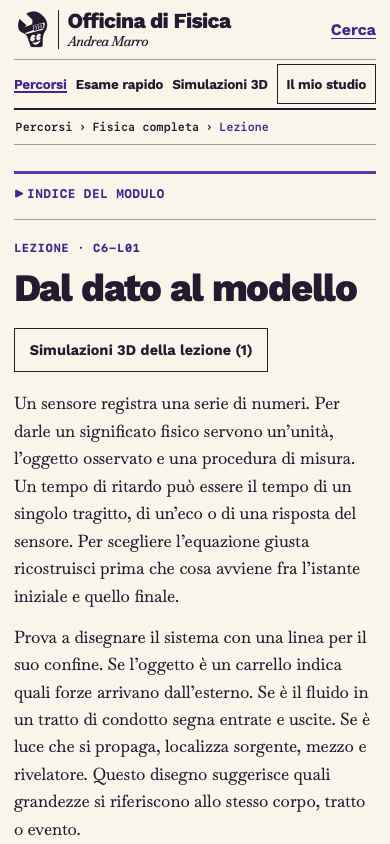 Officina di Fisica
Andrea Marro
Cerca
Percorsi Esame rapido Simulazioni 3D Il mio studio
Percorsi › Fisica completa › Lezione
▶ INDICE DEL MODULO
LEZIONE · C6-L01
Dal dato al modello
Simulazioni 3D della lezione (1)
Un sensore registra una serie di numeri. Per
darle un significato fisico servono un’unità,
l’oggetto osservato e una procedura di misura.
Un tempo di ritardo può essere il tempo di un
singolo tragitto, di un’eco o di una risposta del
sensore. Per scegliere l’equazione giusta
ricostruisci prima che cosa avviene fra l’istante
iniziale e quello finale.
Prova a disegnare il sistema con una linea per il
suo confine. Se l’oggetto è un carrello indica
quali forze arrivano dall’esterno. Se è il fluido in
un tratto di condotto segna entrate e uscite. Se è
luce che si propaga, localizza sorgente, mezzo e
rivelatore. Questo disegno suggerisce quali
grandezze si riferiscono allo stesso corpo, tratto
o evento.